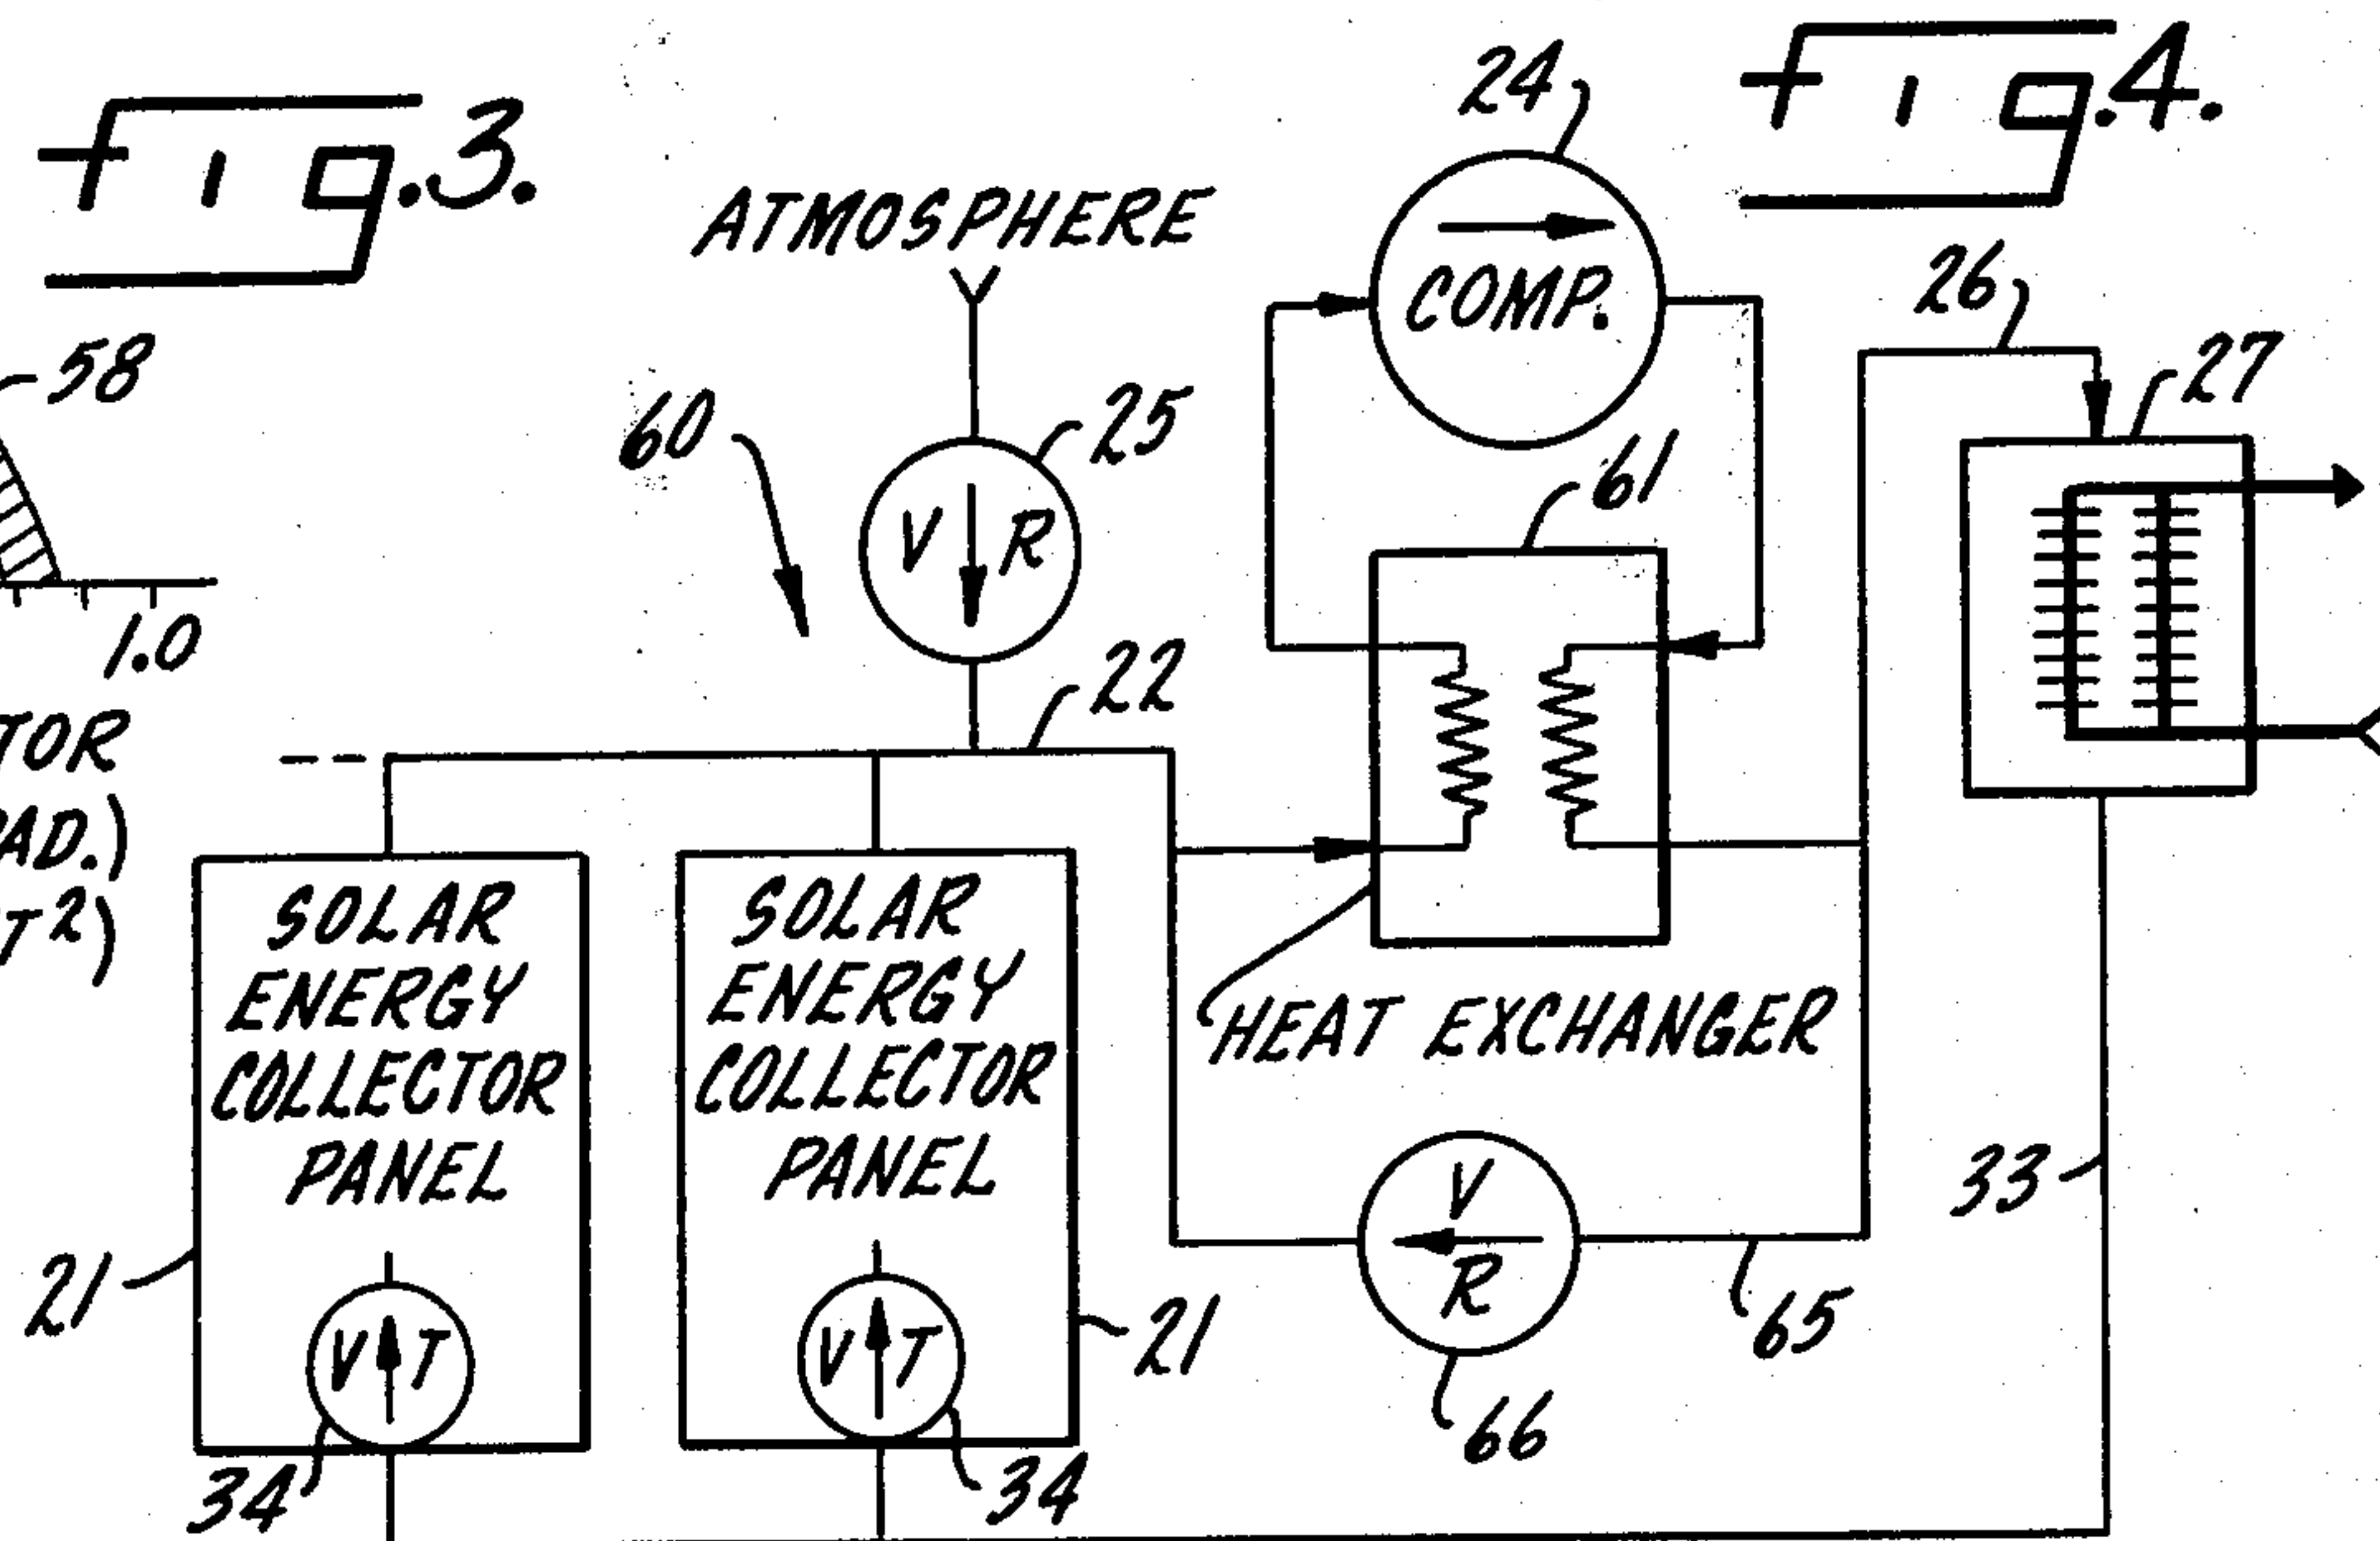 fig.3.
fig.4.
24
ATMOSPHERE
COMP.
26
58
27
60
25
61
V R
1.0
22
TOR
AD.)
T²)
SOLAR
ENERGY
COLLECTOR
PANEL
SOLAR
ENERGY
COLLECTOR
PANEL
HEAT EXCHANGER
33
V
R
21
V T
V T
21
65
66
34
34